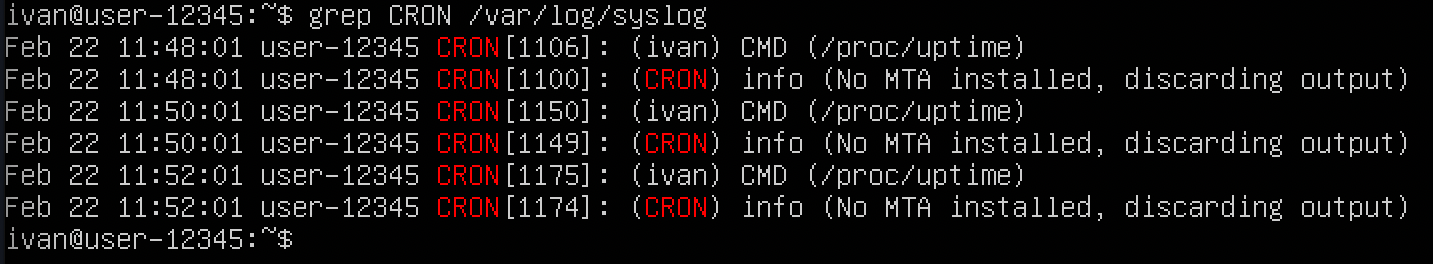 ivan@user-12345:~$ grep CRON /var/log/syslog
Feb 22 11:48:01 user-12345 CRON[1106]: (ivan) CMD (/proc/uptime)
Feb 22 11:48:01 user-12345 CRON[1100]: (CRON) info (No MTA installed, discarding output)
Feb 22 11:50:01 user-12345 CRON[1150]: (ivan) CMD (/proc/uptime)
Feb 22 11:50:01 user-12345 CRON[1149]: (CRON) info (No MTA installed, discarding output)
Feb 22 11:52:01 user-12345 CRON[1175]: (ivan) CMD (/proc/uptime)
Feb 22 11:52:01 user-12345 CRON[1174]: (CRON) info (No MTA installed, discarding output)
ivan@user-12345:~$